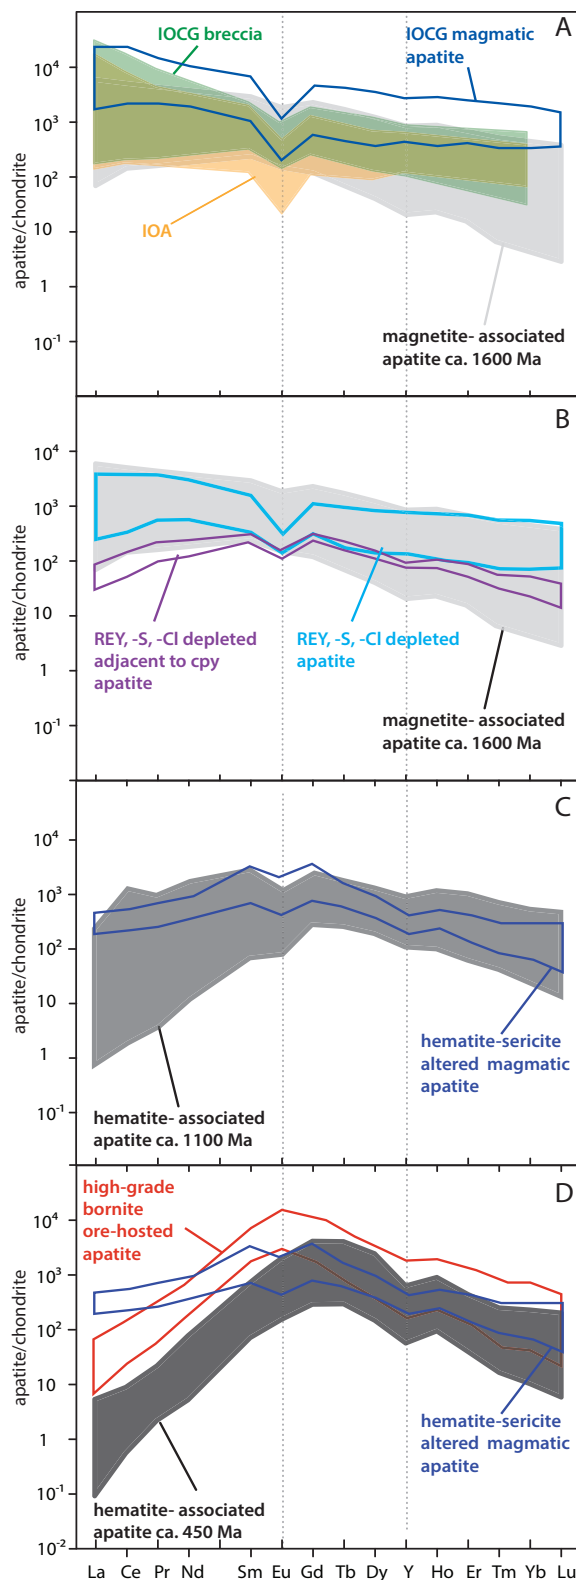 A
IOCG breccia
IOCG magmatic
apatite
10⁴
10³
10²
10
1
10⁻¹
apatite/chondrite
IOA
magnetite- associated
apatite ca. 1600 Ma
B
10⁴
10³
10²
10
1
10⁻¹
apatite/chondrite
REY, -S, -Cl depleted
adjacent to cpy
apatite
REY, -S, -Cl depleted
apatite
magnetite- associated
apatite ca. 1600 Ma
C
10⁴
10³
10²
10
1
10⁻¹
apatite/chondrite
hematite-sericite
altered magmatic
apatite
hematite- associated
apatite ca. 1100 Ma
D
high-grade
bornite
ore-hosted
apatite
10⁴
10³
10²
10
1
10⁻¹
10⁻²
apatite/chondrite
hematite-sericite
altered magmatic
apatite
hematite- associated
apatite ca. 450 Ma
La Ce Pr Nd Sm Eu Gd Tb Dy Y Ho Er Tm Yb Lu